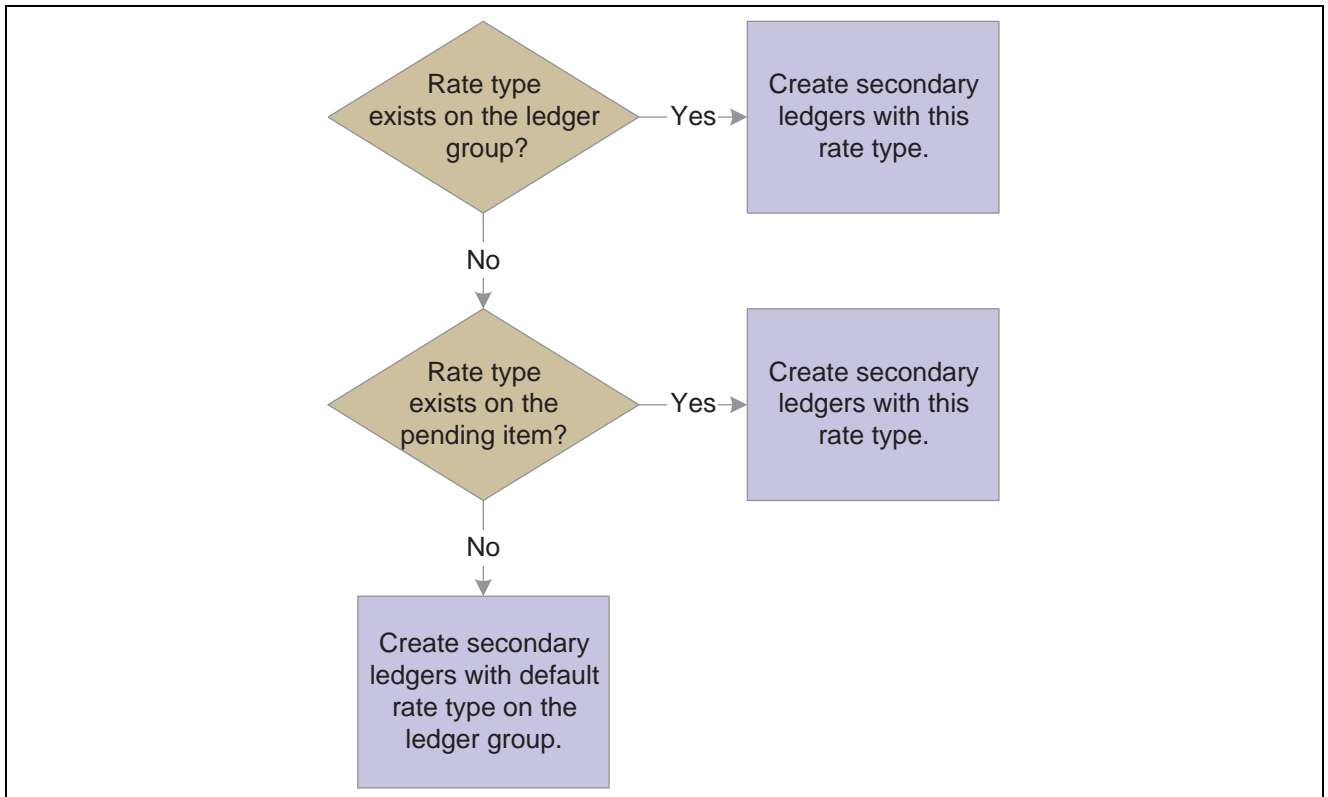 Rate type
exists on the ledger
group?
Yes
Create secondary
ledgers with this
rate type.
No
Rate type
exists on the
pending item?
Yes
Create secondary
ledgers with this
rate type.
No
Create secondary
ledgers with default
rate type on the
ledger group.